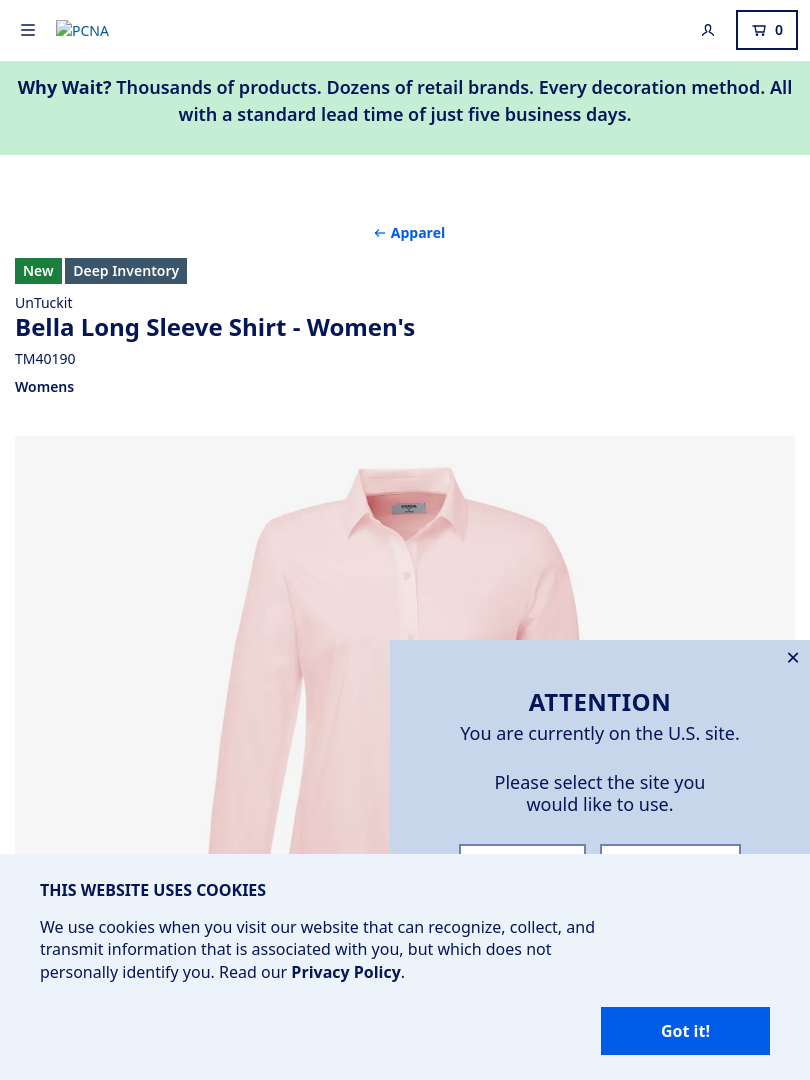 PCNA
0
Why Wait? Thousands of products. Dozens of retail brands. Every decoration method. All
with a standard lead time of just five business days.
← Apparel
New
Deep Inventory
UnTuckit
Bella Long Sleeve Shirt - Women's
TM40190
Womens
ATTENTION
You are currently on the U.S. site.
Please select the site you
would like to use.
THIS WEBSITE USES COOKIES
We use cookies when you visit our website that can recognize, collect, and
transmit information that is associated with you, but which does not
personally identify you. Read our Privacy Policy.
Got it!